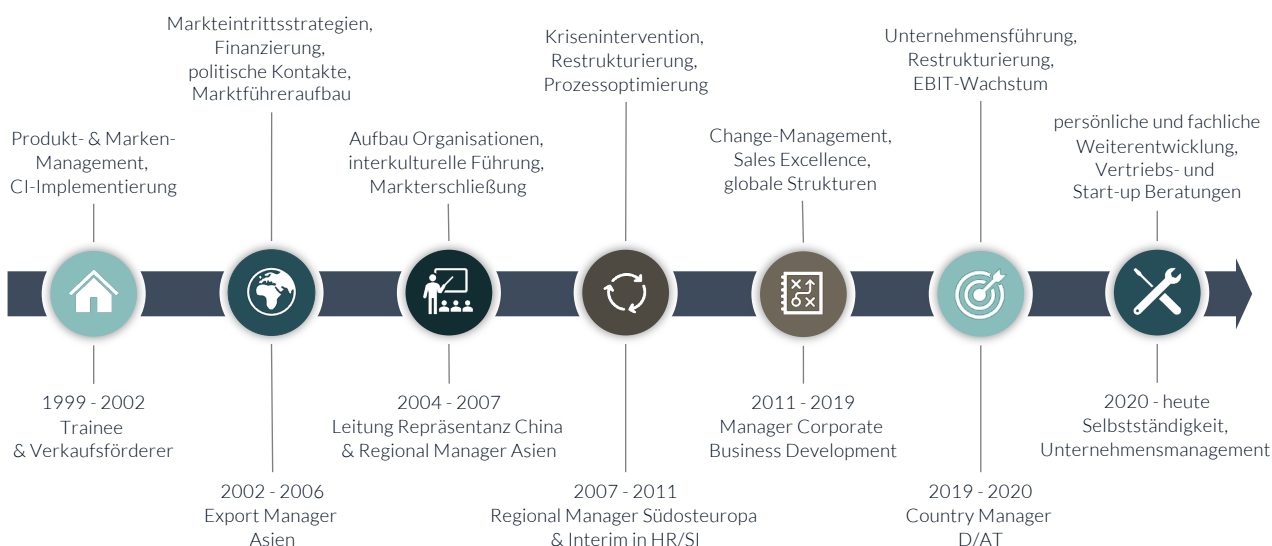 Produkt- & Marken-
Management,
CI-Implementierung
1999 - 2002
Trainee
& Verkaufsförderer
Markteintrittsstrategien,
Finanzierung,
politische Kontakte,
Marktführeraufbau
2002 - 2006
Export Manager
Asien
Aufbau Organisationen,
interkulturelle Führung,
Markterschließung
2004 - 2007
Leitung Repräsentanz China
& Regional Manager Asien
Krisenintervention,
Restrukturierung,
Prozessoptimierung
2007 - 2011
Regional Manager Südosteuropa
& Interim in HR/SI
Change-Management,
Sales Excellence,
globale Strukturen
2011 - 2019
Manager Corporate
Business Development
Unternehmensführung,
Restrukturierung,
EBIT-Wachstum
2019 - 2020
Country Manager
D/AT
persönliche und fachliche
Weiterentwicklung,
Vertriebs- und
Start-up Beratungen
2020 - heute
Selbstständigkeit,
Unternehmensmanagement